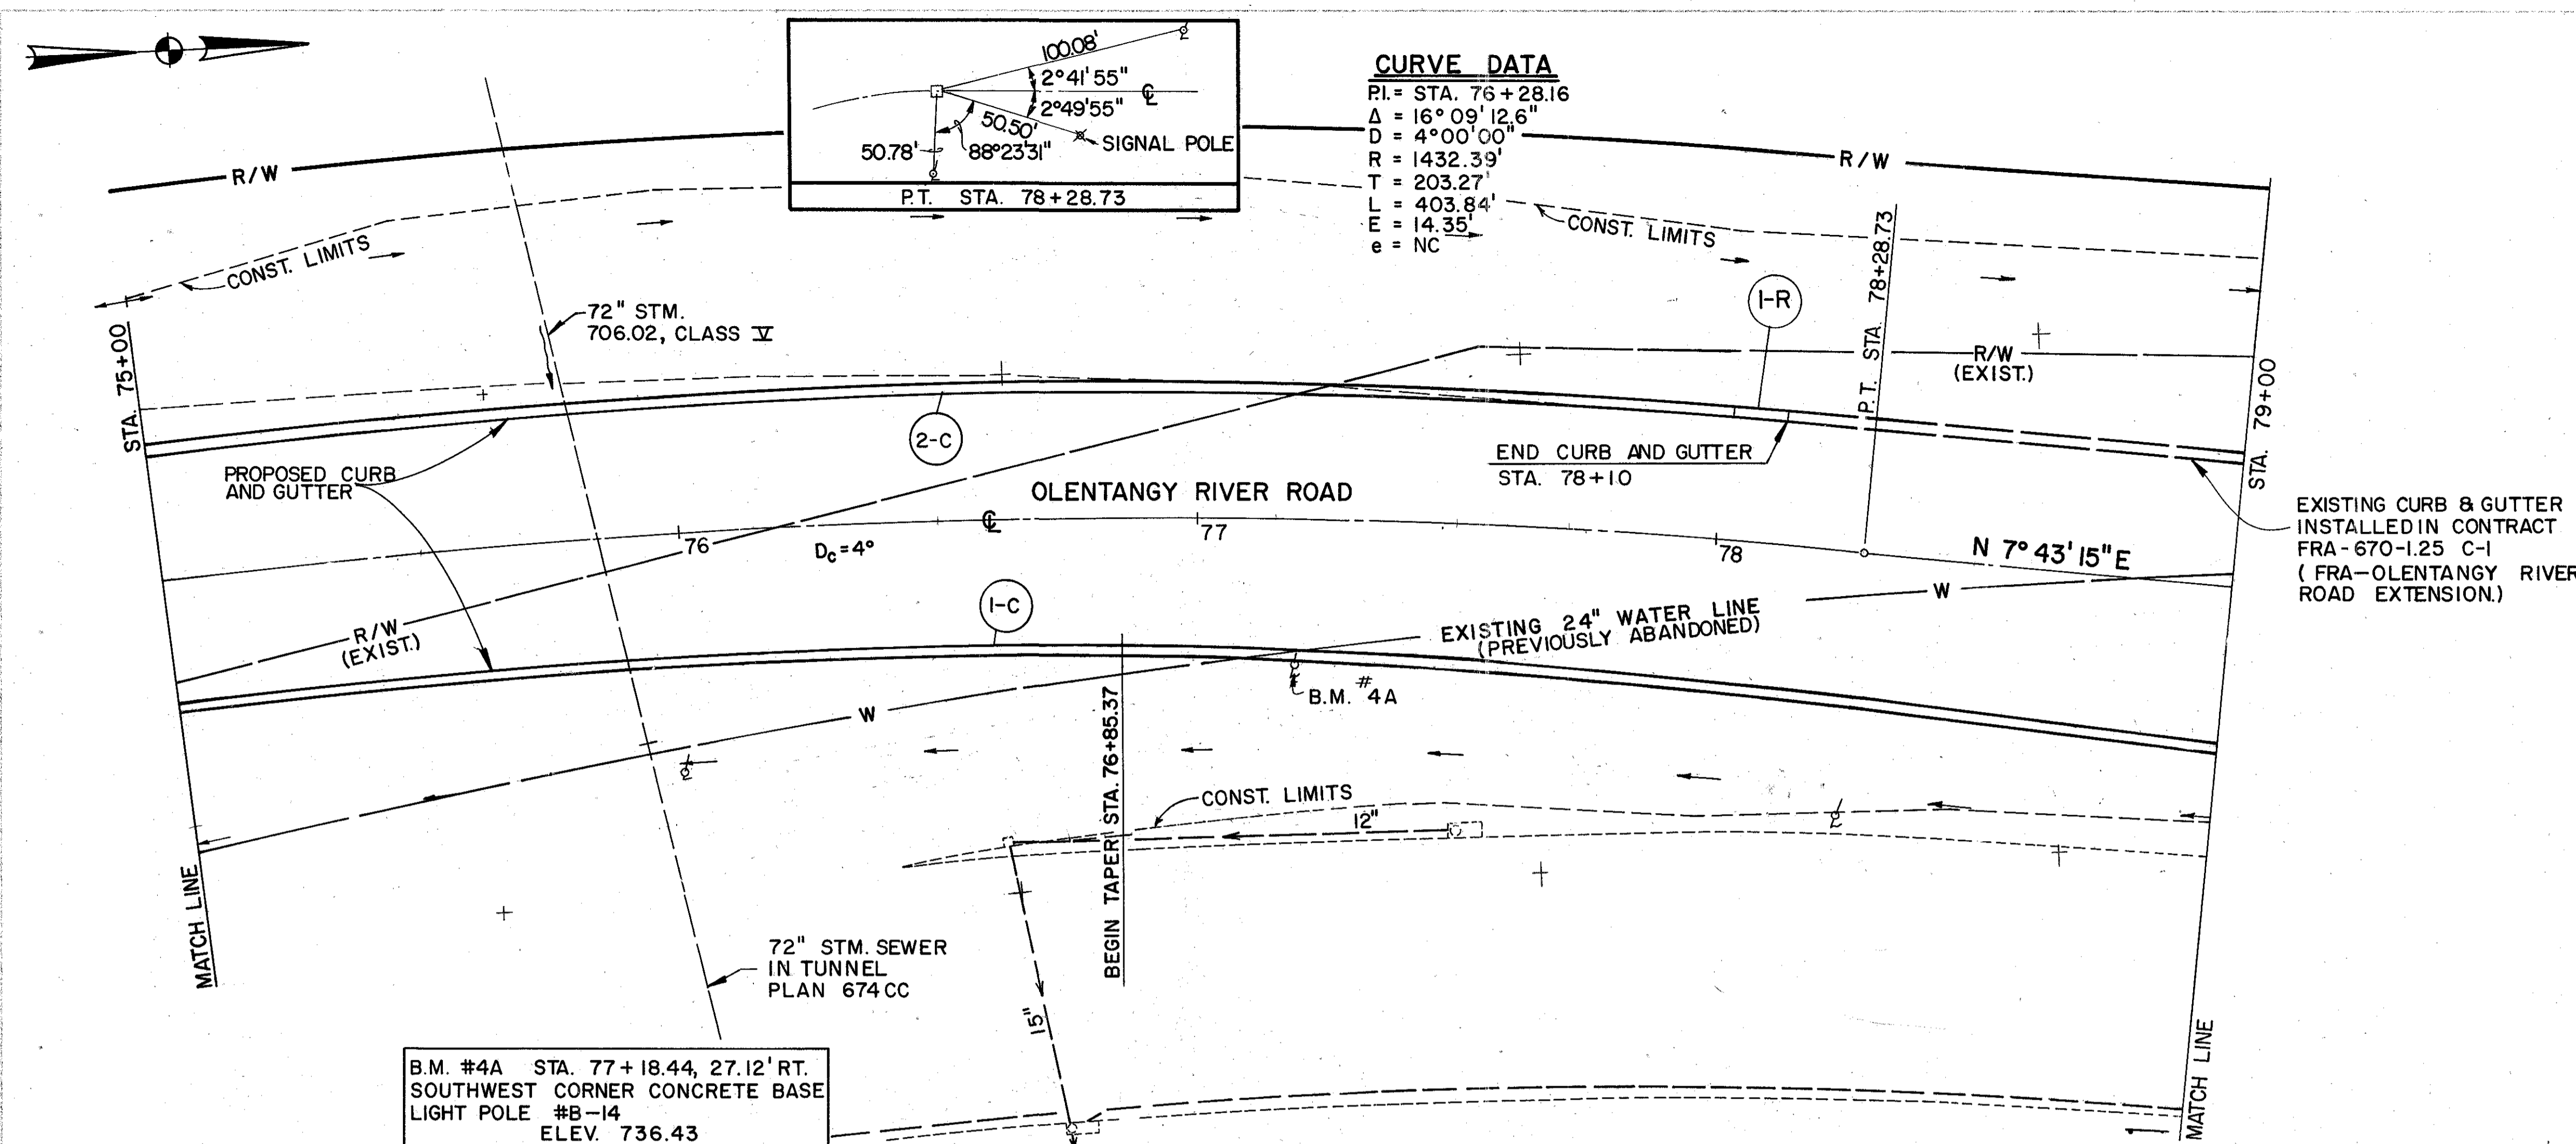 100.08'
2°41'55"
℄
2°49'55"
50.50'
SIGNAL POLE
50.78'
88°23'31"
P.T. STA. 78+28.73
CURVE DATA
P.I. = STA. 76+28.16
Δ = 16° 09' 12.6"
D = 4°00'00"
R = 1432.39'
T = 203.27'
L = 403.84'
E = 14.35'
e = NC
R/W
R/W
CONST. LIMITS
CONST. LIMITS
72" STM.
706.02, CLASS V
1-R
P.T. STA. 78+28.73
R/W
(EXIST.)
STA. 75+00
STA. 79+00
2-C
PROPOSED CURB
AND GUTTER
END CURB AND GUTTER
STA. 78+10
OLENTANGY RIVER ROAD
EXISTING CURB & GUTTER
INSTALLED IN CONTRACT
FRA-670-1.25 C-1
( FRA-OLENTANGY RIVER
ROAD EXTENSION.)
76
Dc=4°
℄
77
78
N 7° 43' 15" E
1-C
R/W
(EXIST.)
W
EXISTING 24" WATER LINE
(PREVIOUSLY ABANDONED)
W
B.M. #4A
BEGIN TAPER STA. 76+85.37
CONST. LIMITS
12"
MATCH LINE
72" STM. SEWER
IN TUNNEL
PLAN 674 CC
15"
MATCH LINE
B.M. #4A STA. 77+18.44, 27.12' RT.
SOUTHWEST CORNER CONCRETE BASE
LIGHT POLE #B-14
ELEV. 736.43